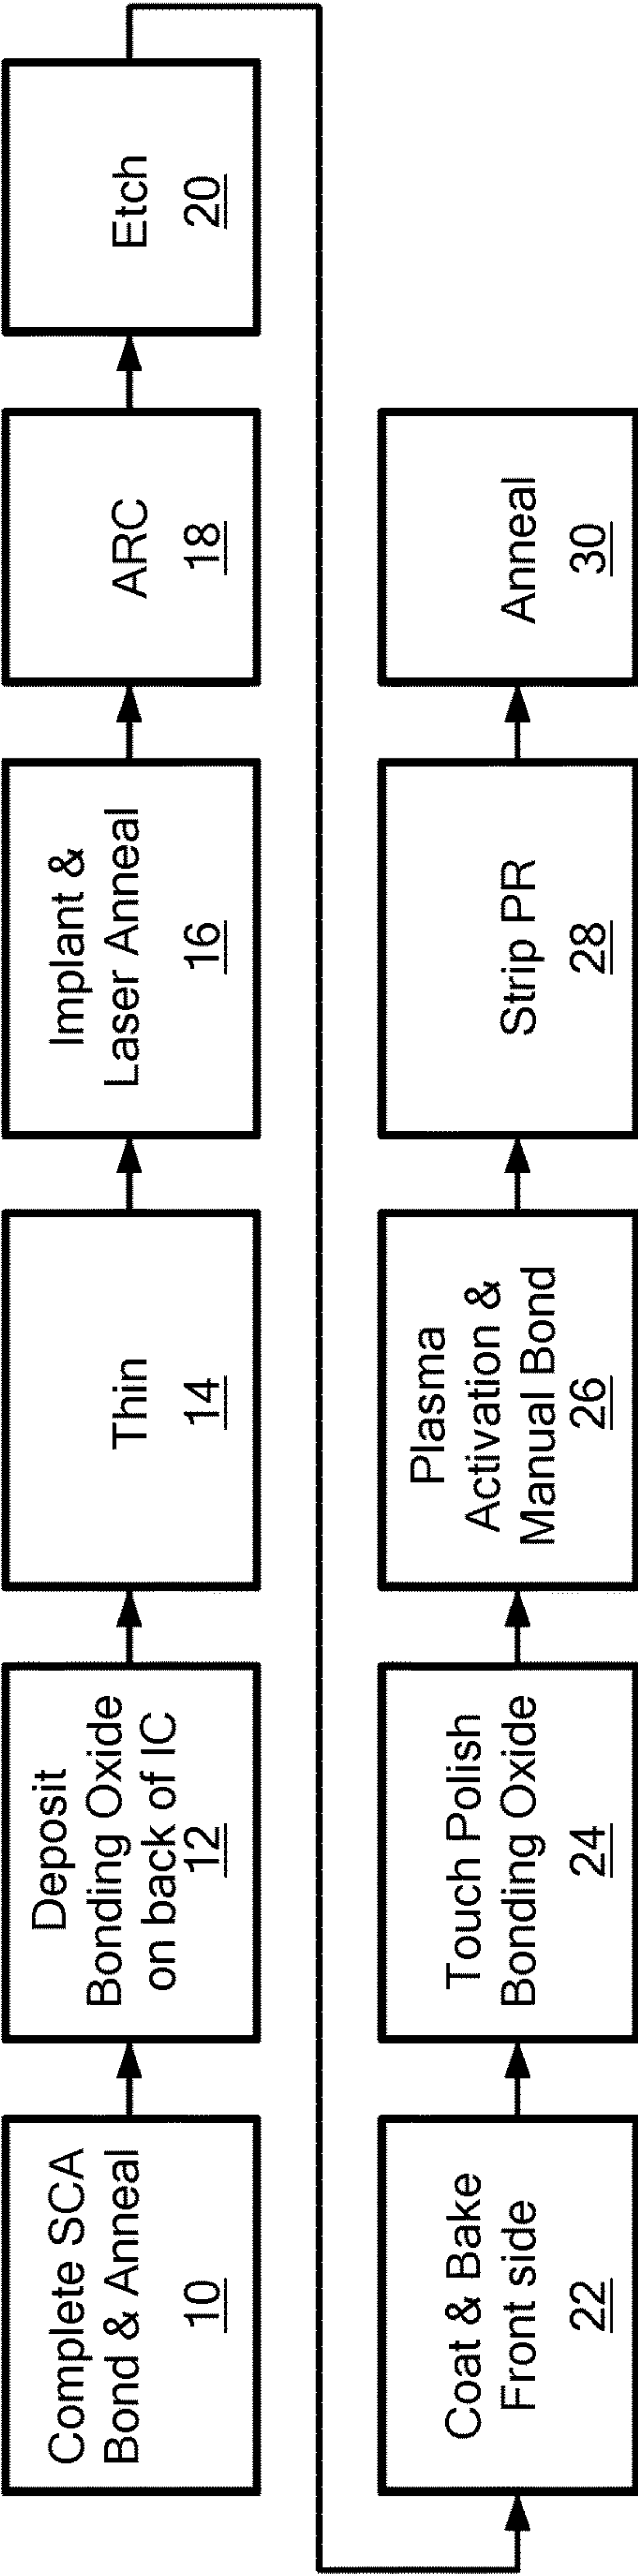 Complete SCA
Bond & Anneal
10
Deposit
Bonding Oxide
on back of IC
12
Thin
14
Implant &
Laser Anneal
16
ARC
18
Etch
20
Coat & Bake
Front side
22
Touch Polish
Bonding Oxide
24
Plasma
Activation &
Manual Bond
26
Strip PR
28
Anneal
30